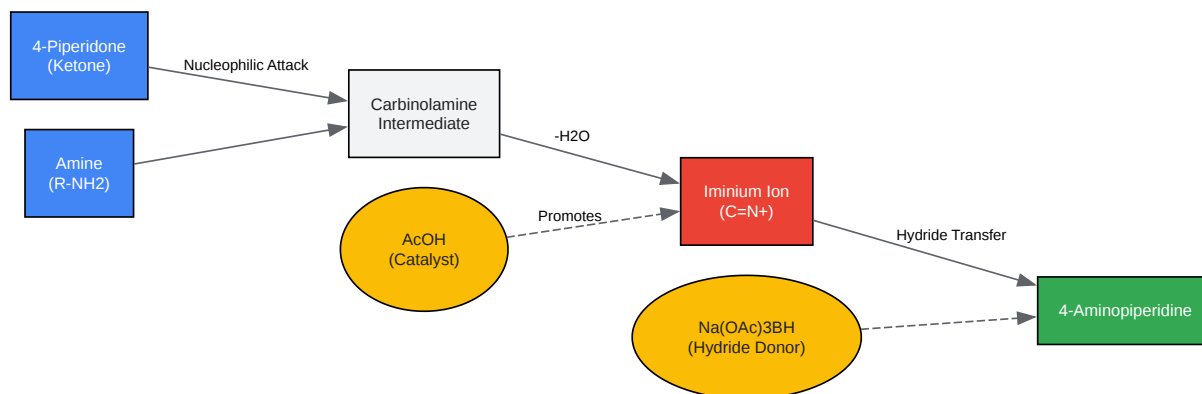 4-Piperidone
(Ketone)
Nucleophilic Attack
Amine
(R-NH2)
Carbinolamine
Intermediate
-H2O
AcOH
(Catalyst)
Promotes
Iminium Ion
(C=N+)
Hydride Transfer
Na(OAc)3BH
(Hydride Donor)
4-Aminopiperidine